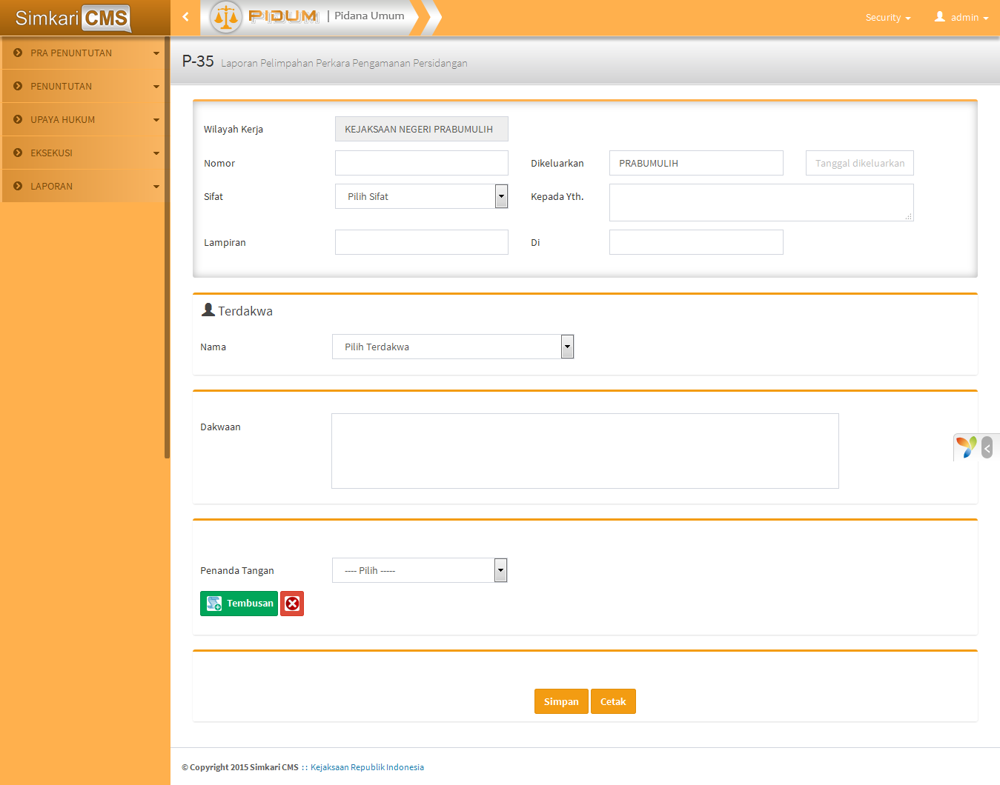 Simkari CMS
PIDUM | Pidana Umum
Security
admin
PRA PENUNTUTAN
PENUNTUTAN
UPAYA HUKUM
EKSEKUSI
LAPORAN
P-35 Laporan Pelimpahan Perkara Pengamanan Persidangan
Wilayah Kerja KEJAKSAAN NEGERI PRABUMULIH
Nomor Dikeluarkan PRABUMULIH Tanggal dikeluarkan
Sifat Pilih Sifat Kepada Yth.
Lampiran Di
Terdakwa
Nama Pilih Terdakwa
Dakwaan
Penanda Tangan ---- Pilih -----
Tembusan
Simpan Cetak
© Copyright 2015 Simkari CMS :: Kejaksaan Republik Indonesia